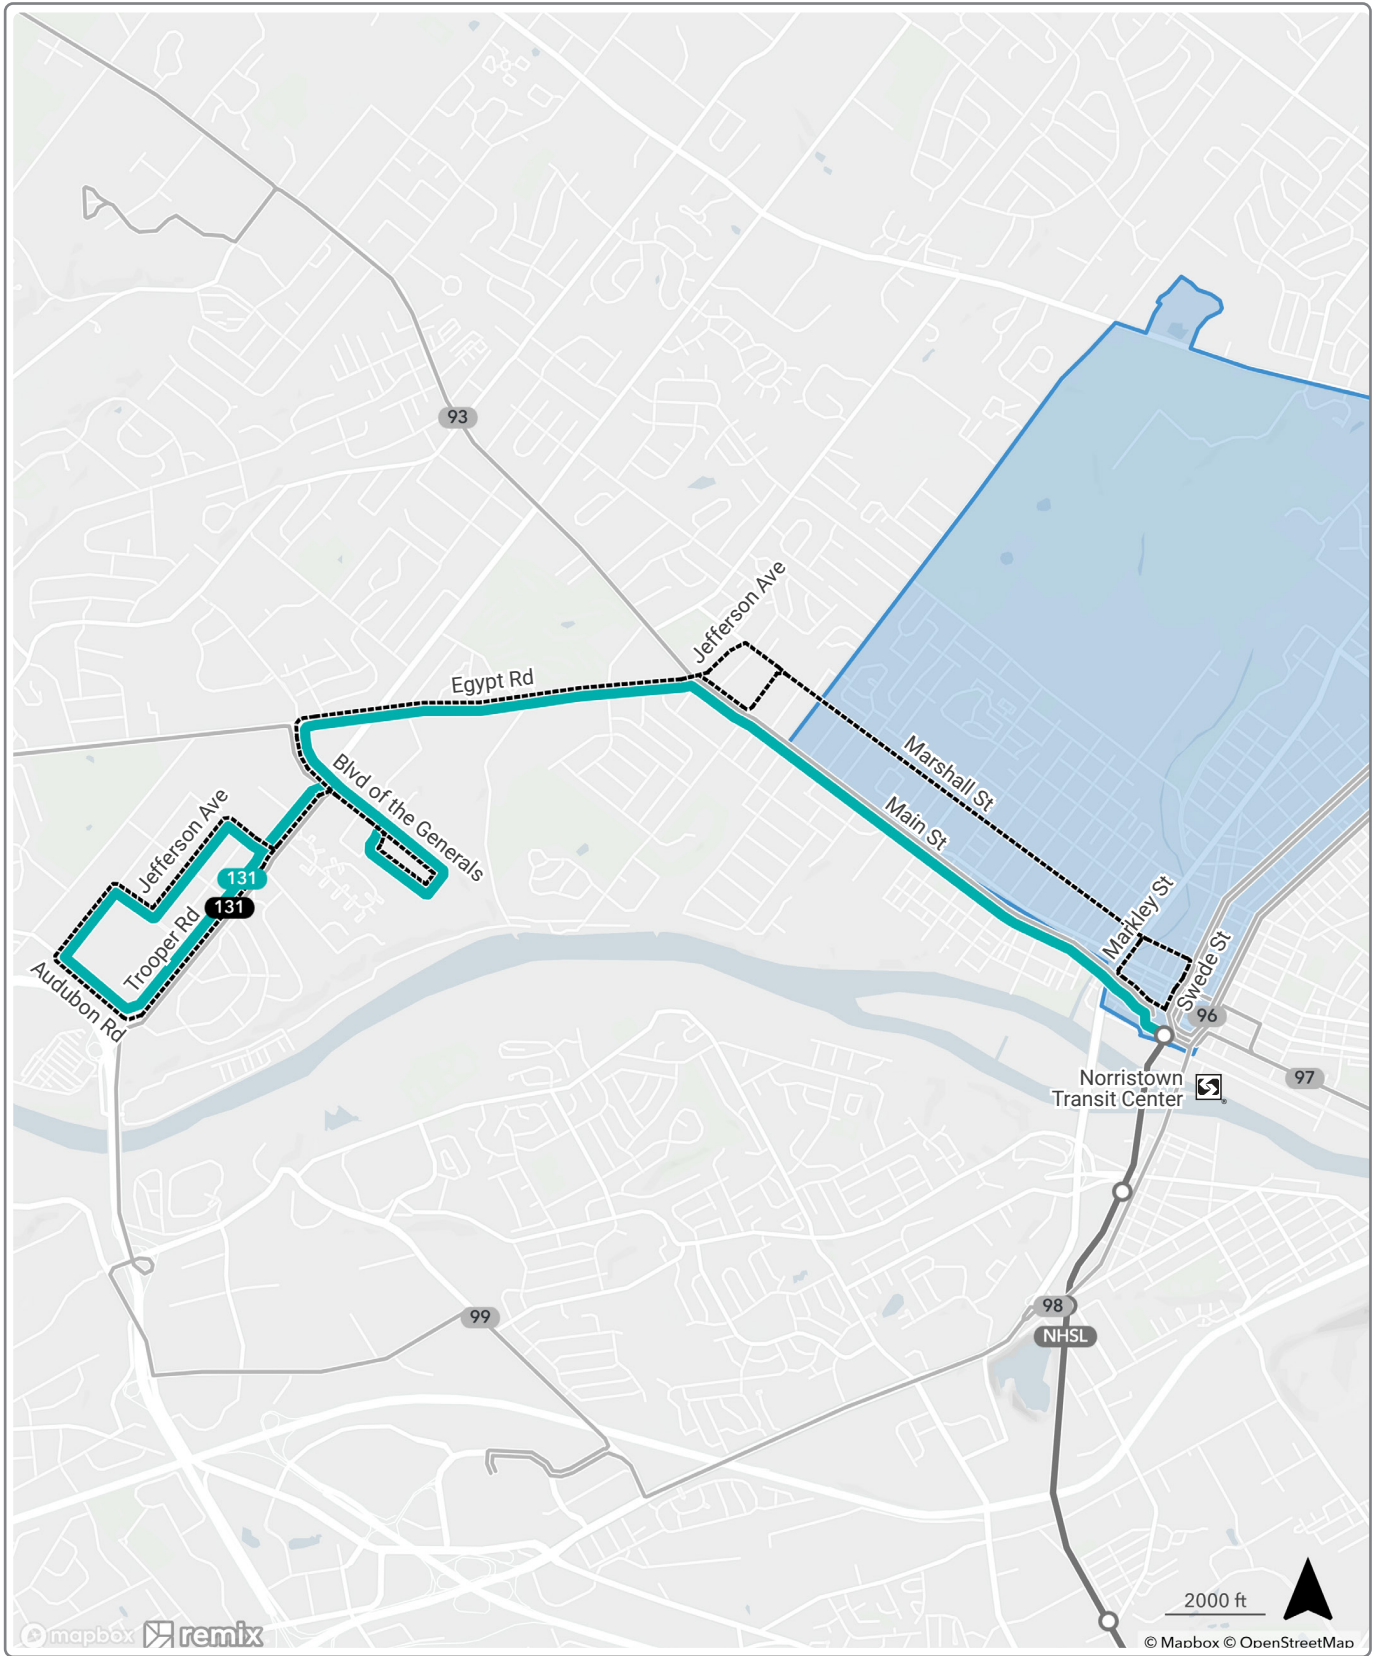 93
Jefferson Ave
Egypt Rd
Marshall St
Blvd of the Generals
Main St
Jefferson Ave
131
131
Trooper Rd
Audubon Rd
Markley St
Swede St
96
Norristown
Transit Center
97
98
NHSL
99
2000 ft
mapbox remix
© Mapbox © OpenStreetMap